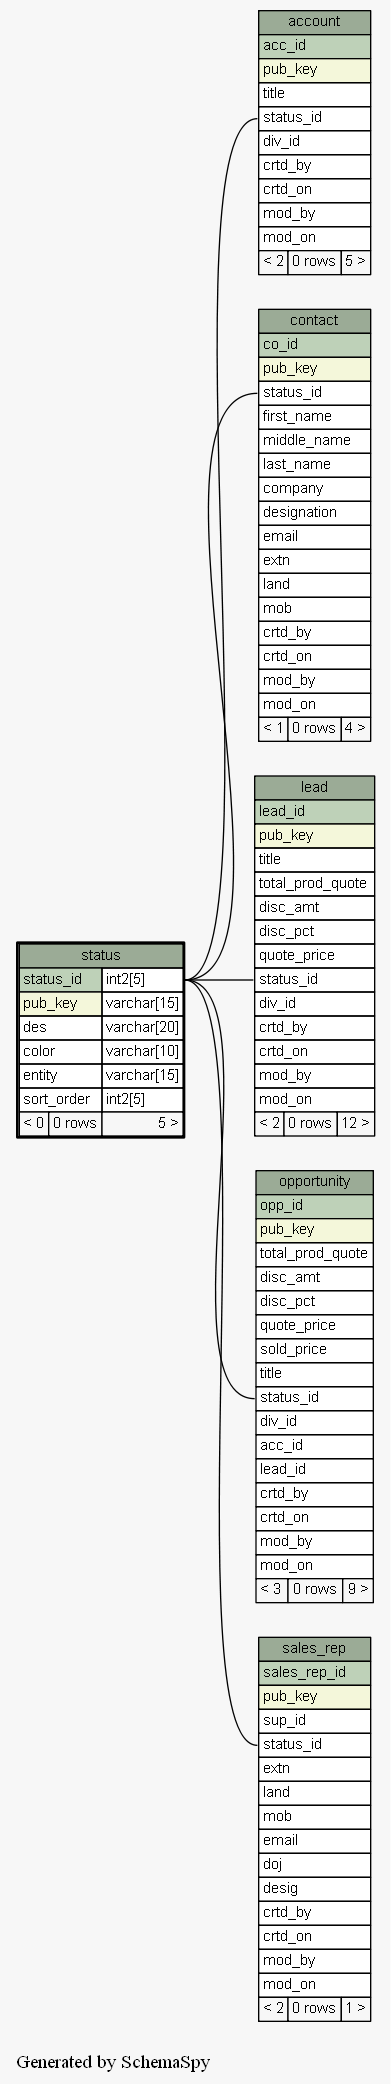 account
acc_id
pub_key
title
status_id
div_id
crtd_by
crtd_on
mod_by
mod_on
< 2 0 rows 5 >
contact
co_id
pub_key
status_id
first_name
middle_name
last_name
company
designation
email
extn
land
mob
crtd_by
crtd_on
mod_by
mod_on
< 1 0 rows 4 >
lead
lead_id
pub_key
title
total_prod_quote
disc_amt
disc_pct
quote_price
status_id
div_id
crtd_by
crtd_on
mod_by
mod_on
< 2 0 rows 12 >
status
status_id int2[5]
pub_key varchar[15]
des varchar[20]
color varchar[10]
entity varchar[15]
sort_order int2[5]
< 0 0 rows 5 >
opportunity
opp_id
pub_key
total_prod_quote
disc_amt
disc_pct
quote_price
sold_price
title
status_id
div_id
acc_id
lead_id
crtd_by
crtd_on
mod_by
mod_on
< 3 0 rows 9 >
sales_rep
sales_rep_id
pub_key
sup_id
status_id
extn
land
mob
email
doj
desig
crtd_by
crtd_on
mod_by
mod_on
< 2 0 rows 1 >
Generated by SchemaSpy